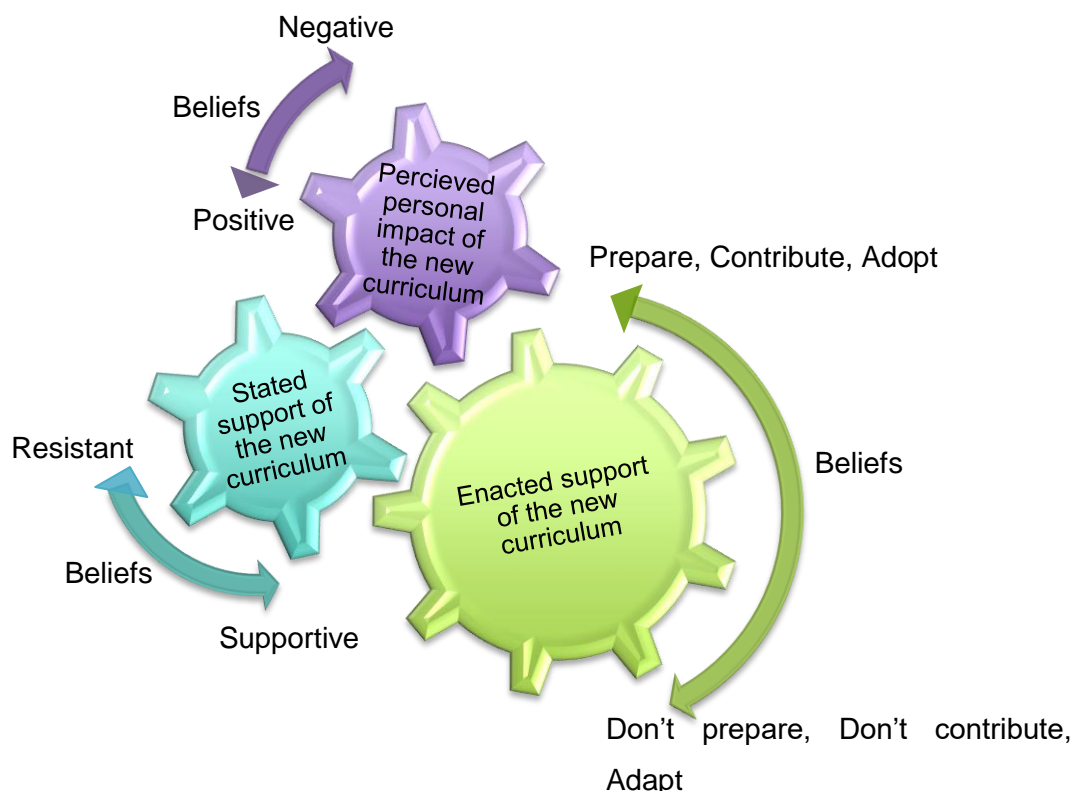 Negative
Beliefs
Positive
Percieved
personal
impact of
the new
curriculum
Prepare, Contribute, Adopt
Stated
support of
the new
curriculum
Resistant
Beliefs
Supportive
Enacted support
of the new
curriculum
Beliefs
Don’t prepare, Don’t contribute,
Adapt